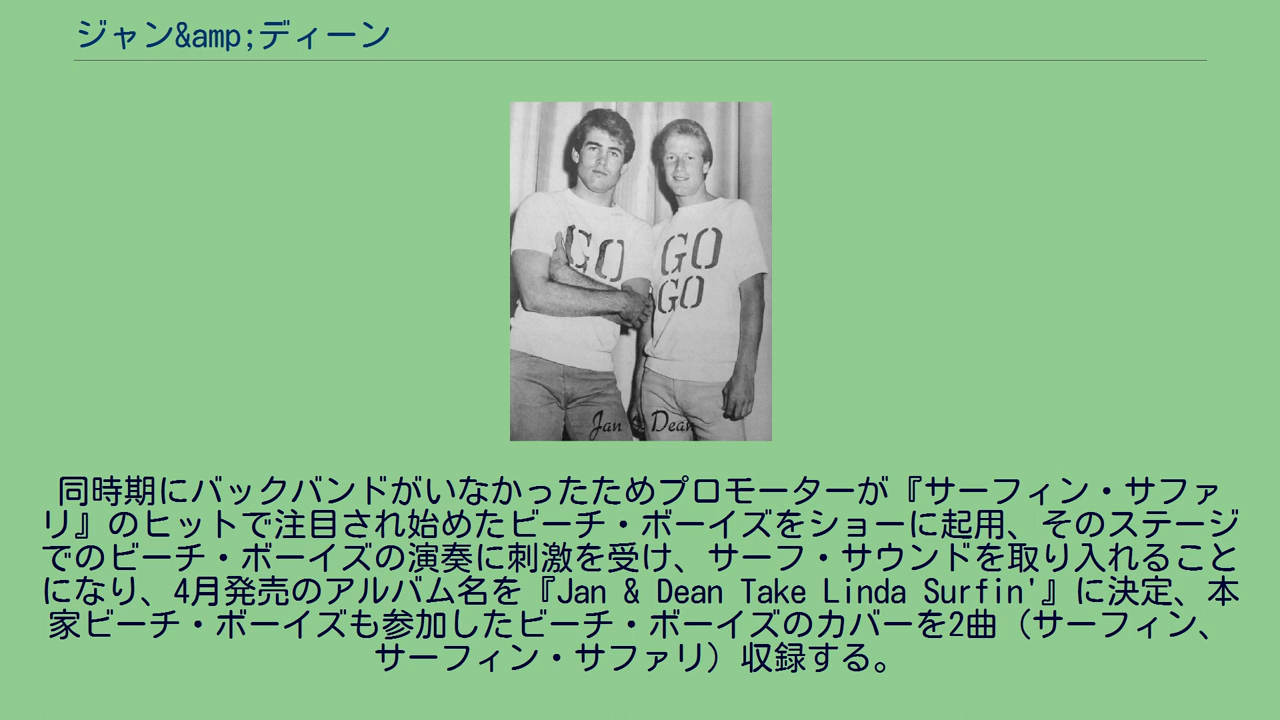 ジャン&amp;ディーン
GO
GO
GO
Jan & Dean
同時期にバックバンドがいなかったためプロモーターが『サーフィン・サファ
リ』のヒットで注目され始めたビーチ・ボーイズをショーに起用、そのステージ
でのビーチ・ボーイズの演奏に刺激を受け、サーフ・サウンドを取り入れること
になり、4月発売のアルバム名を『Jan & Dean Take Linda Surfin'』に決定、本
家ビーチ・ボーイズも参加したビーチ・ボーイズのカバーを2曲（サーフィン、
サーフィン・サファリ）収録する。